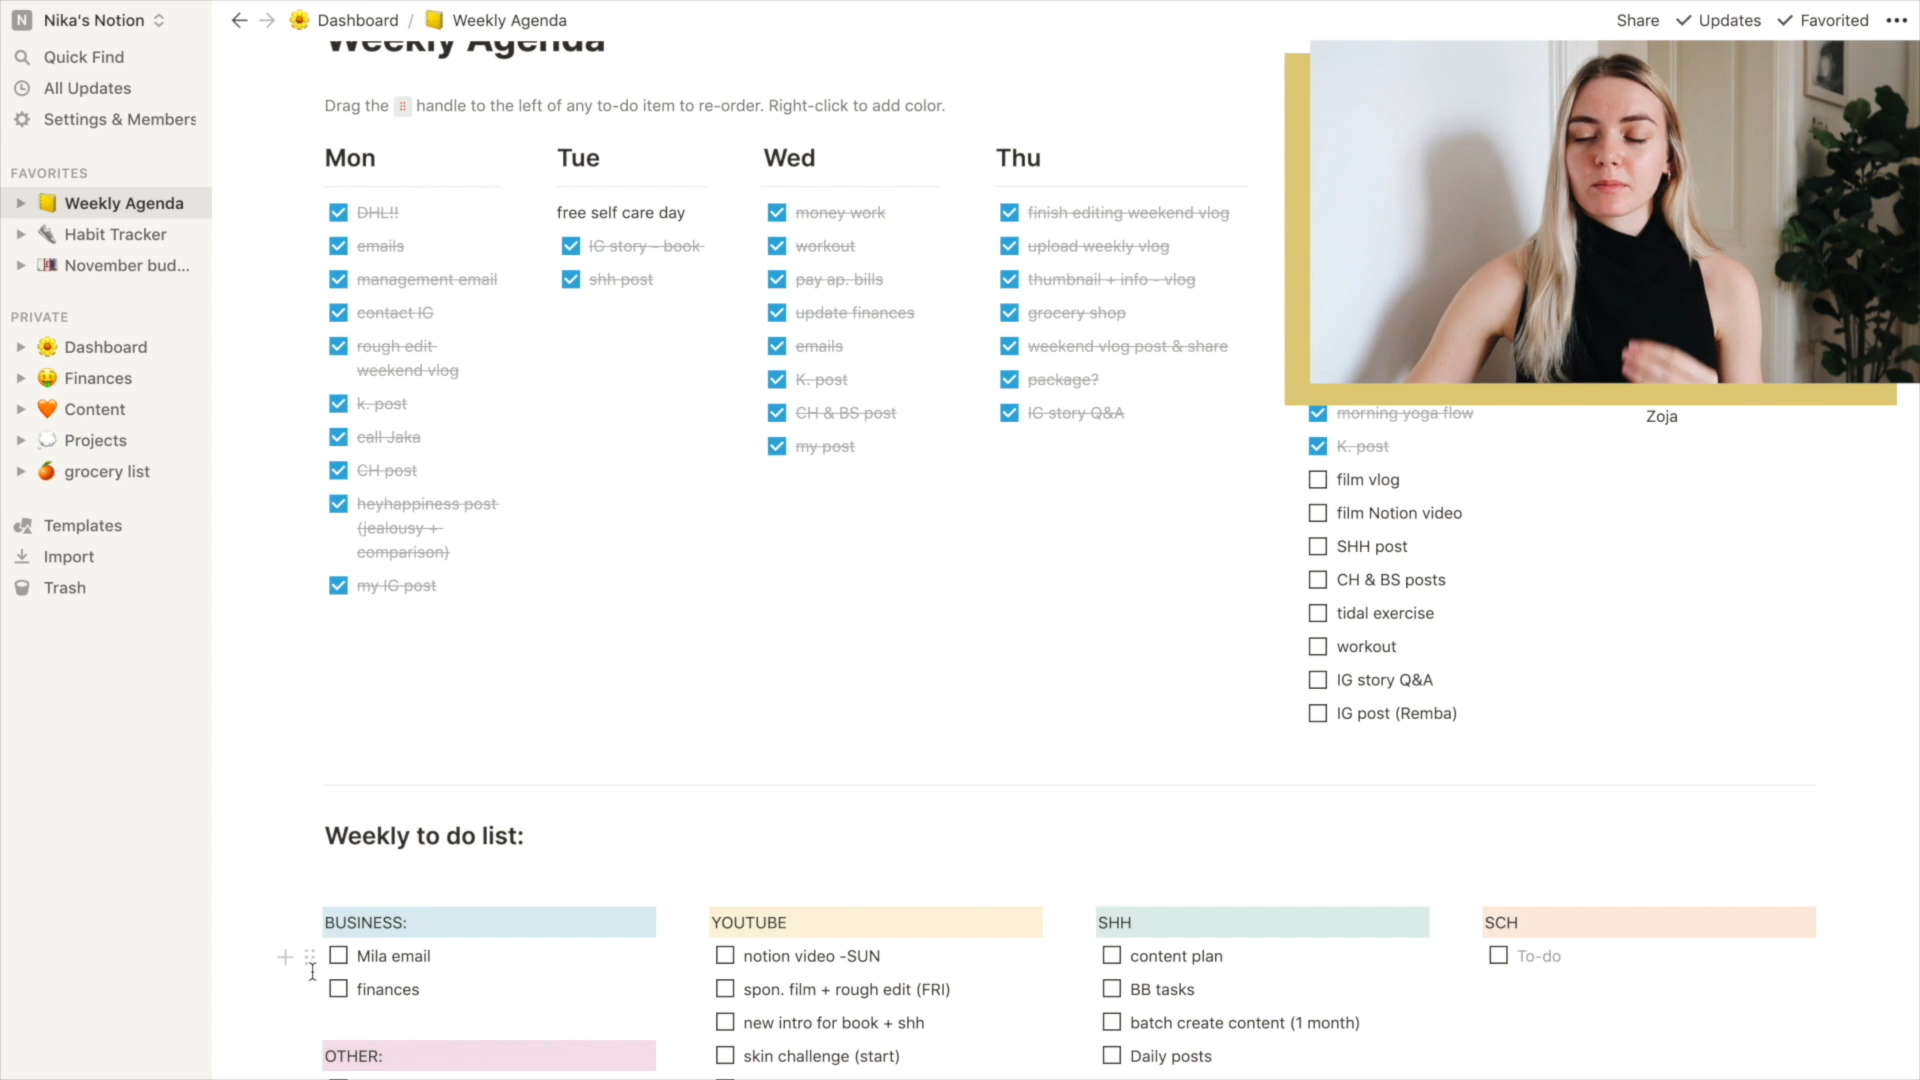 N Nika's Notion
Quick Find
All Updates
Settings & Members
FAVORITES
Weekly Agenda
Habit Tracker
November bud...
PRIVATE
Dashboard
Finances
Content
Projects
grocery list
Templates
Import
Trash
Dashboard / Weekly Agenda
Share Updates Favorited
Weekly Agenda
Drag the handle to the left of any to-do item to re-order. Right-click to add color.
Mon
DHL!!
emails
management email
contact IG
rough edit
weekend vlog
k. post
call Jaka
CH post
heyhappiness post
(jealousy +
comparison)
my IG post
Tue
free self care day
IG story - book
shh post
Wed
money work
workout
pay ap. bills
update finances
emails
K. post
CH & BS post
my post
Thu
finish editing weekend vlog
upload weekly vlog
thumbnail + info - vlog
grocery shop
weekend vlog post & share
package?
IG story Q&A
morning yoga flow
K. post
film vlog
film Notion video
SHH post
CH & BS posts
tidal exercise
workout
IG story Q&A
IG post (Remba)
Zoja
Weekly to do list:
BUSINESS:
Mila email
finances
OTHER:
YOUTUBE
notion video -SUN
spon. film + rough edit (FRI)
new intro for book + shh
skin challenge (start)
SHH
content plan
BB tasks
batch create content (1 month)
Daily posts
SCH
To-do